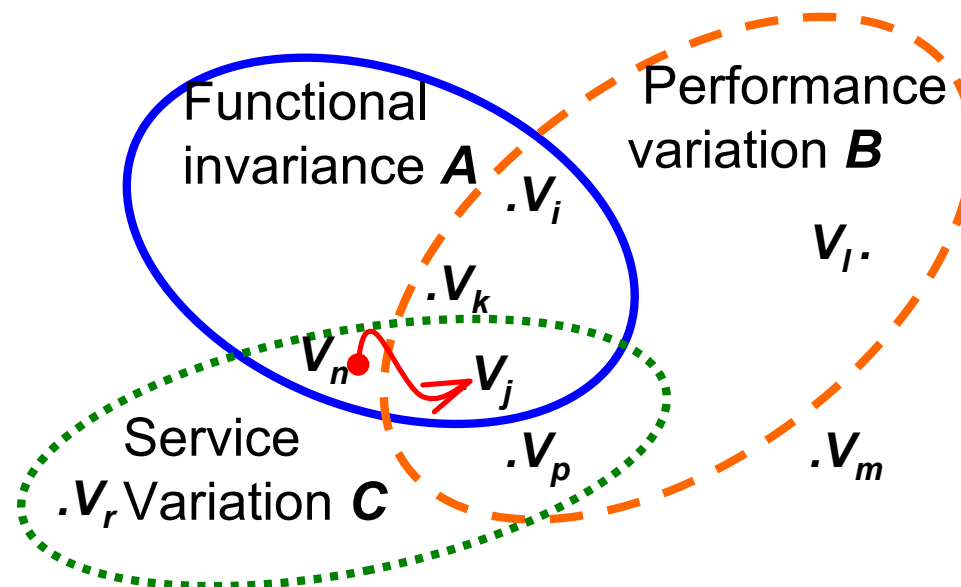 Functional
invariance A
Performance
variation B
.Vi
Vl .
.Vk
Vn
Vj
Service
.Vp
.Vm
.Vr Variation C